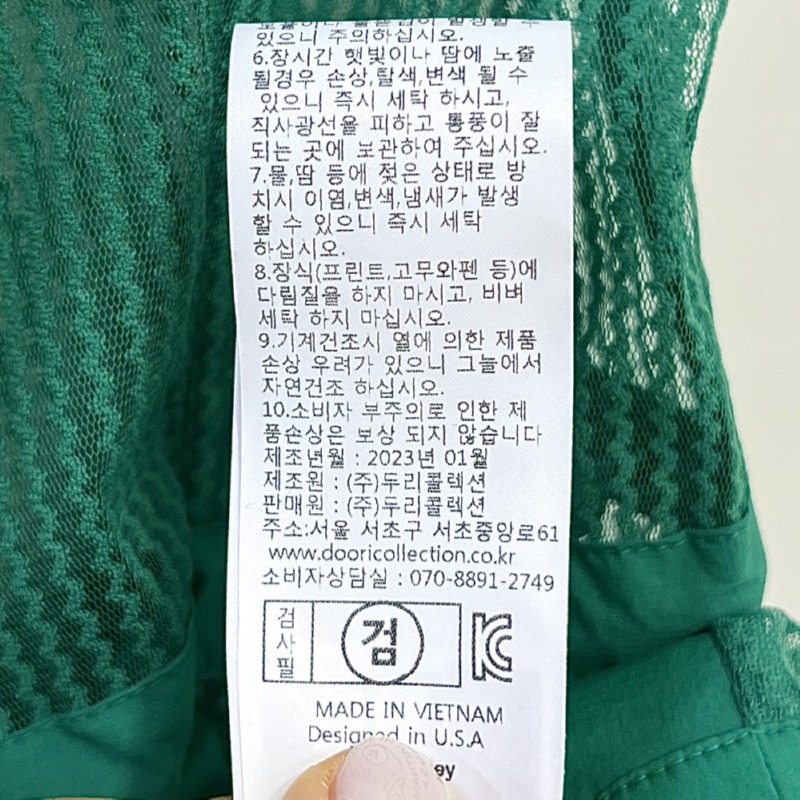 있으니 주의하십시오.
6.장시간 햇빛이나 땀에 노출
될경우 손상,탈색,변색 될 수
있으니 즉시 세탁 하시고,
직사광선을 피하고 통풍이 잘
되는 곳에 보관하여 주십시오.
7.물,땀 등에 젖은 상태로 방
치시 이염,변색,냄새가 발생
할 수 있으니 즉시 세탁
하십시오.
8.장식(프린트,고무와펜 등)에
다림질을 하지 마시고, 비벼
세탁 하지 마십시오.
9.기계건조시 열에 의한 제품
손상 우려가 있으니 그늘에서
자연건조 하십시오.
10.소비자 부주의로 인한 제
품손상은 보상 되지 않습니다
제조년월 : 2023년 01월
제조원 : (주)두리콜렉션
판매원 : (주)두리콜렉션
주소:서울 서초구 서초중앙로61
www.dooricollection.co.kr
소비자상담실 : 070-8891-2749
검사필
검
KC
MADE IN VIETNAM
Designed in U.S.A